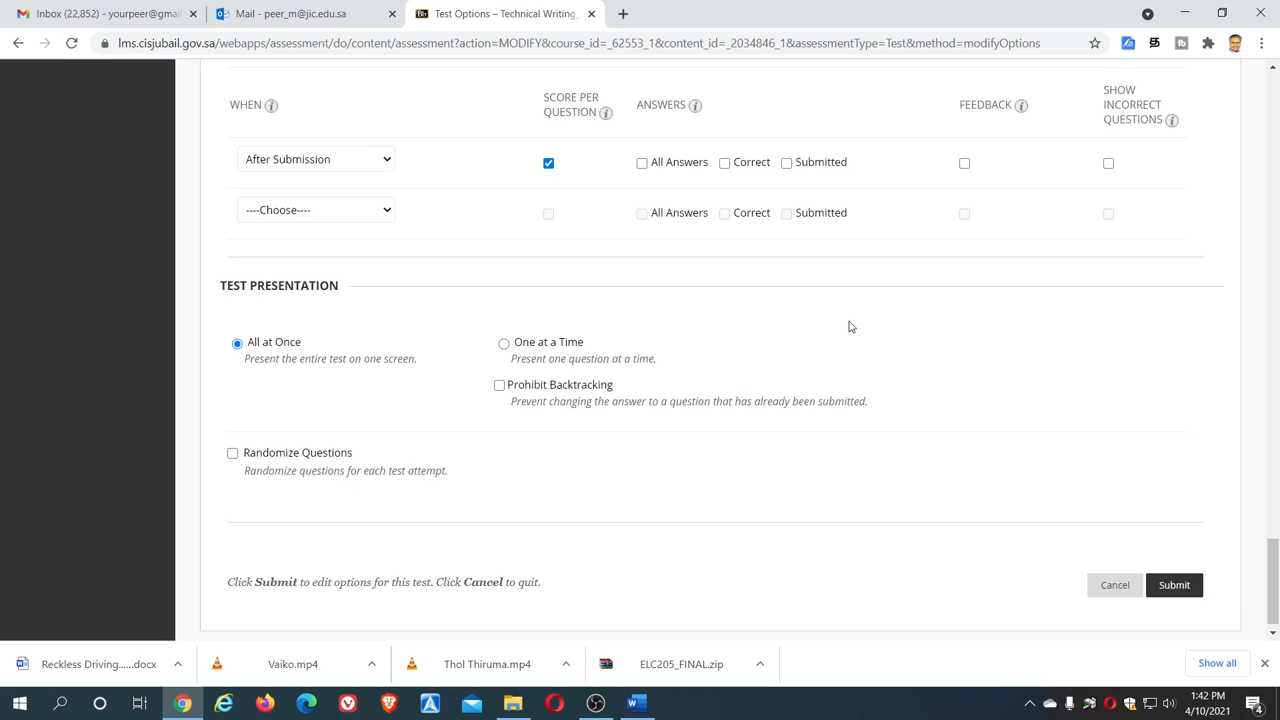 Inbox (22,852) - yourpeer@gmail
Mail - peer_m@jic.edu.sa
Test Options – Technical Writing_
lms.cisjubail.gov.sa/webapps/assessment/do/content/assessment?action=MODIFY&course_id=_62553_1&content_id=_2034846_1&assessmentType=Test&method=modifyOptions
WHEN
SCORE PER
QUESTION
ANSWERS
FEEDBACK
SHOW
INCORRECT
QUESTIONS
After Submission
All Answers Correct Submitted
----Choose----
All Answers Correct Submitted
TEST PRESENTATION
All at Once
Present the entire test on one screen.
One at a Time
Present one question at a time.
Prohibit Backtracking
Prevent changing the answer to a question that has already been submitted.
Randomize Questions
Randomize questions for each test attempt.
Click Submit to edit options for this test. Click Cancel to quit.
Cancel
Submit
Reckless Driving......docx
Vaiko.mp4
Thol Thiruma.mp4
ELC205_FINAL.zip
Show all
1:42 PM
4/10/2021
4